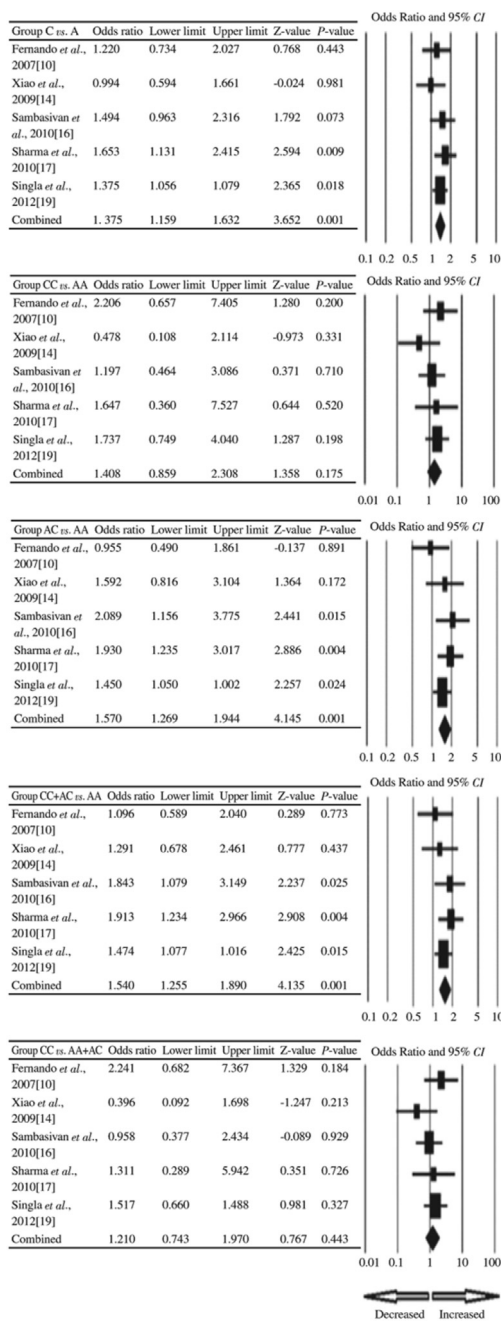 Group C vs. A Odds ratio Lower limit Upper limit Z-value P-value
Odds Ratio and 95% CI
Fernando et al., 1.220 0.734 2.027 0.768 0.443
2007[10]
Xiao et al., 0.994 0.594 1.661 -0.024 0.981
2009[14]
Sambasivan et 1.494 0.963 2.316 1.792 0.073
al., 2010[16]
Sharma et al., 1.653 1.131 2.415 2.594 0.009
2010[17]
Singla et al., 1.375 1.056 1.079 2.365 0.018
2012[19]
Combined 1. 375 1.159 1.632 3.652 0.001
0.1 0.2 0.5 1 2 5 10
Group CC vs. AA Odds ratio Lower limit Upper limit Z-value P-value
Odds Ratio and 95% CI
Fernando et al., 2.206 0.657 7.405 1.280 0.200
2007[10]
Xiao et al., 0.478 0.108 2.114 -0.973 0.331
2009[14]
Sambasivan et 1.197 0.464 3.086 0.371 0.710
al., 2010[16]
Sharma et al., 1.647 0.360 7.527 0.644 0.520
2010[17]
Singla et al., 1.737 0.749 4.040 1.287 0.198
2012[19]
Combined 1.408 0.859 2.308 1.358 0.175
0.01 0.1 1 10 100
Group AC vs. AA Odds ratio Lower limit Upper limit Z-value P-value
Odds Ratio and 95% CI
Fernando et al., 0.955 0.490 1.861 -0.137 0.891
2007[10]
Xiao et al., 1.592 0.816 3.104 1.364 0.172
2009[14]
Sambasivan et 2.089 1.156 3.775 2.441 0.015
al., 2010[16]
Sharma et al., 1.930 1.235 3.017 2.886 0.004
2010[17]
Singla et al., 1.450 1.050 1.002 2.257 0.024
2012[19]
Combined 1.570 1.269 1.944 4.145 0.001
0.1 0.2 0.5 1 2 5 10
Group CC+AC vs. AA Odds ratio Lower limit Upper limit Z-value P-value
Odds Ratio and 95% CI
Fernando et al., 1.096 0.589 2.040 0.289 0.773
2007[10]
Xiao et al., 1.291 0.678 2.461 0.777 0.437
2009[14]
Sambasivan et al., 1.843 1.079 3.149 2.237 0.025
2010[16]
Sharma et al., 1.913 1.234 2.966 2.908 0.004
2010[17]
Singla et al., 1.474 1.077 1.016 2.425 0.015
2012[19]
Combined 1.540 1.255 1.890 4.135 0.001
0.1 0.2 0.5 1 2 5 10
Group CC vs. AA+AC Odds ratio Lower limit Upper limit Z-value P-value
Odds Ratio and 95% CI
Fernando et al., 2.241 0.682 7.367 1.329 0.184
2007[10]
Xiao et al., 0.396 0.092 1.698 -1.247 0.213
2009[14]
Sambasivan et al., 0.958 0.377 2.434 -0.089 0.929
2010[16]
Sharma et al., 1.311 0.289 5.942 0.351 0.726
2010[17]
Singla et al., 1.517 0.660 1.488 0.981 0.327
2012[19]
Combined 1.210 0.743 1.970 0.767 0.443
0.01 0.1 1 10 100
Decreased Increased